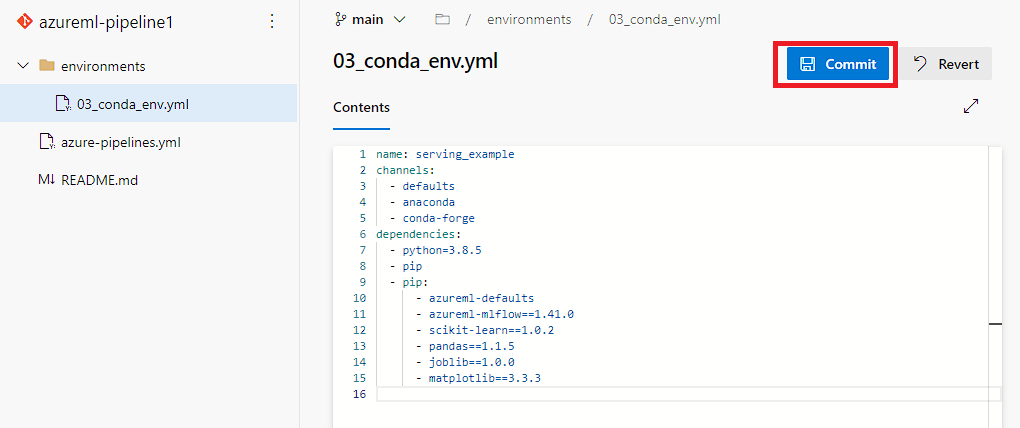 azureml-pipeline1
environments
03_conda_env.yml
azure-pipelines.yml
M↓ README.md
main / environments / 03_conda_env.yml
03_conda_env.yml
Commit
Revert
Contents
1 name: serving_example
2 channels:
3   - defaults
4   - anaconda
5   - conda-forge
6 dependencies:
7   - python=3.8.5
8   - pip
9   - pip:
10      - azureml-defaults
11      - azureml-mlflow==1.41.0
12      - scikit-learn==1.0.2
13      - pandas==1.1.5
14      - joblib==1.0.0
15      - matplotlib==3.3.3
16